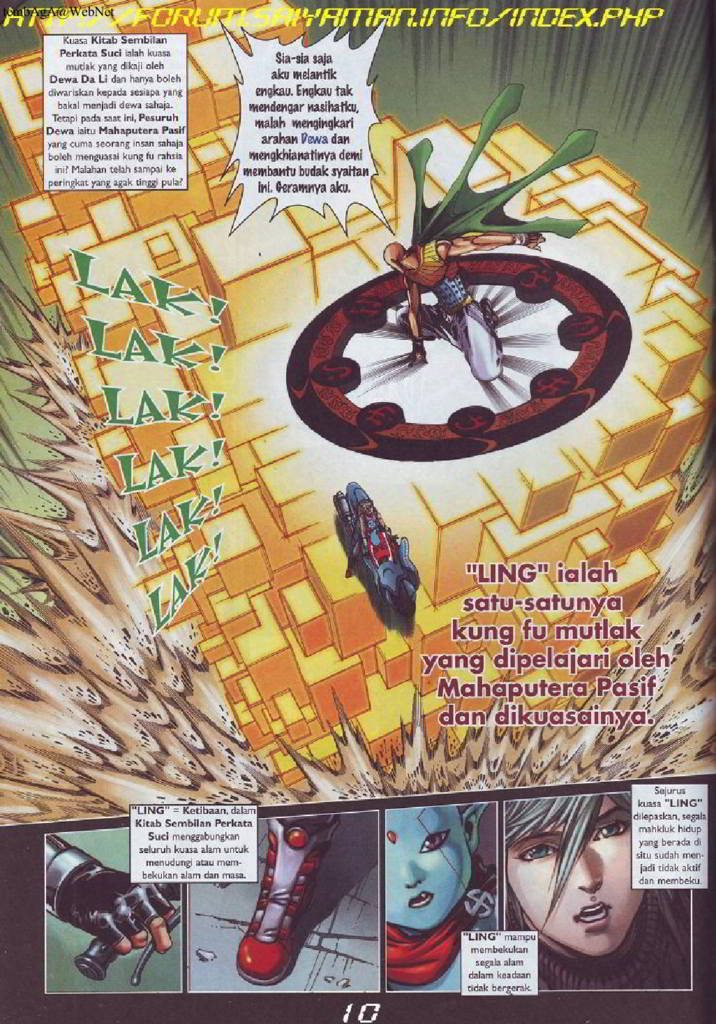 tombAgA@WebNet
HTTP://FORUM.SAIYAMAN.INFO/INDEX.PHP
Kuasa Kitab Sembilan
Perkata Suci ialah kuasa
mutlak yang dikaji oleh
Dewa Da Li dan hanya boleh
diwariskan kepada sesiapa yang
bakal menjadi dewa sahaja.
Tetapi pada saat ini, Pesuruh
Dewa iaitu Mahaputera Pasif
yang cuma seorang insan sahaja
boleh menguasai kung fu rahsia
ini? Malahan telah sampai ke
peringkat yang agak tinggi pula?
Sia-sia saja
aku melantik
engkau. Engkau tak
mendengar nasihatku,
malah mengingkari
arahan Dewa dan
mengkhianatinya demi
membantu budak syaitan
ini. Geramnya aku.
LAK!
LAK!
LAK!
LAK!
LAK!
LAK!
"LING" ialah
satu-satunya
kung fu mutlak
yang dipelajari oleh
Mahaputera Pasif
dan dikuasainya.
"LING" = Ketibaan, dalam
Kitab Sembilan Perkata
Suci menggabungkan
seluruh kuasa alam untuk
menudungi atau mem-
bekukan alam dan masa.
"LING" mampu
membekukan
segala alam
dalam keadaan
tidak bergerak.
Sejurus
kuasa "LING"
dilepaskan, segala
mahkluk hidup
yang berada di
situ sudah men-
jadi tidak aktif
dan membeku.
10